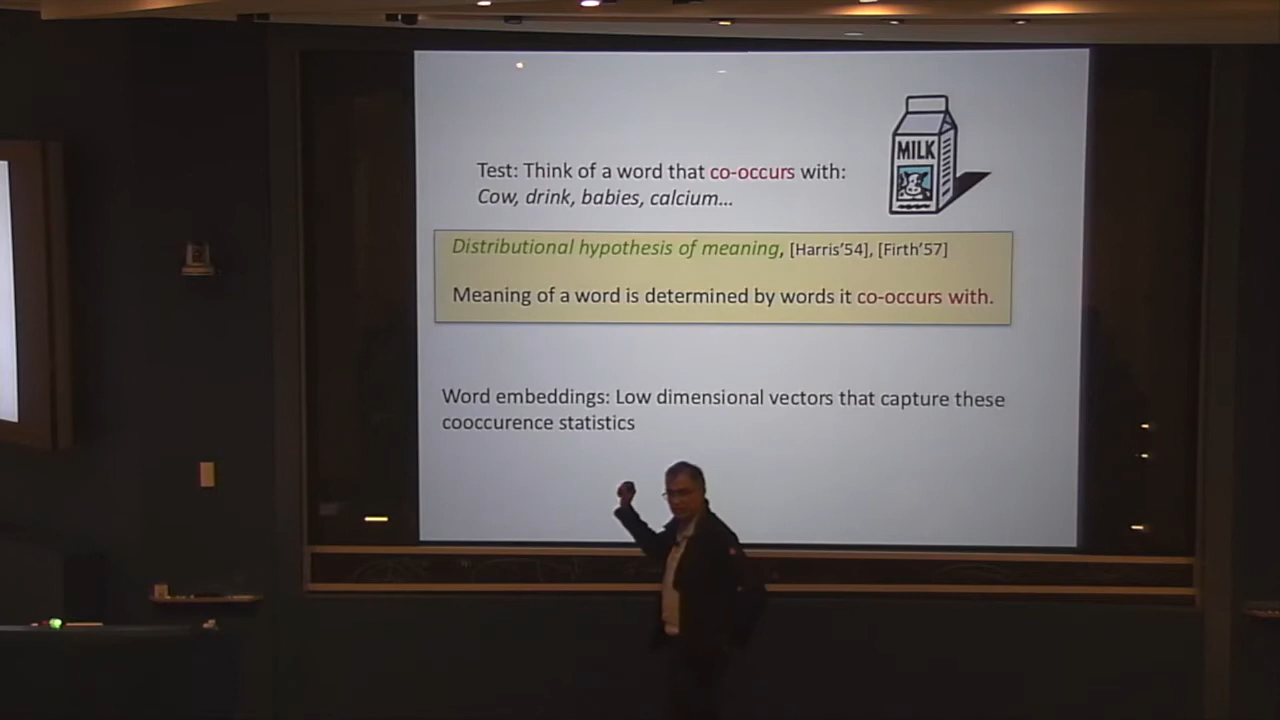 MILK
Test: Think of a word that co-occurs with:
Cow, drink, babies, calcium…
Distributional hypothesis of meaning, [Harris’54], [Firth’57]
Meaning of a word is determined by words it co-occurs with.
Word embeddings: Low dimensional vectors that capture these
cooccurence statistics